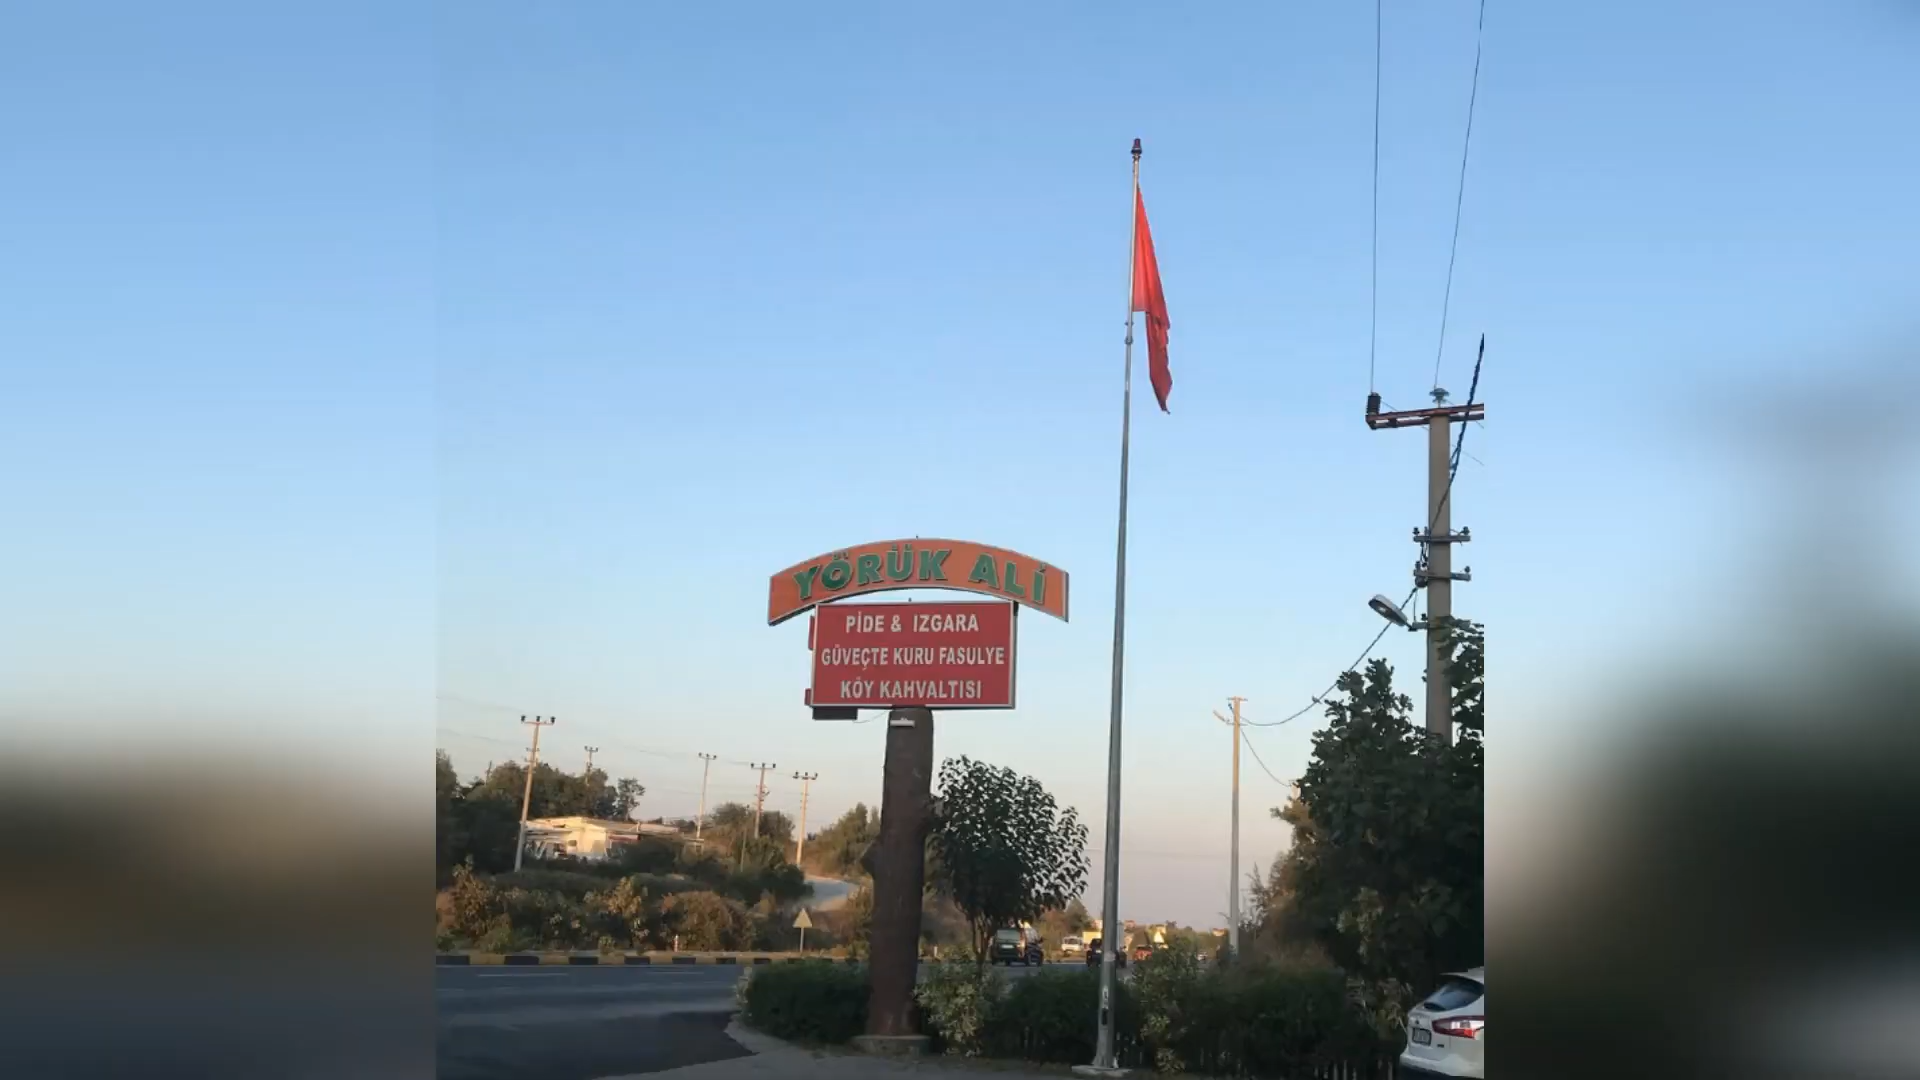 YÖRÜK ALİ
PİDE & IZGARA
GÜVEÇTE KURU FASULYE
KÖY KAHVALTISI